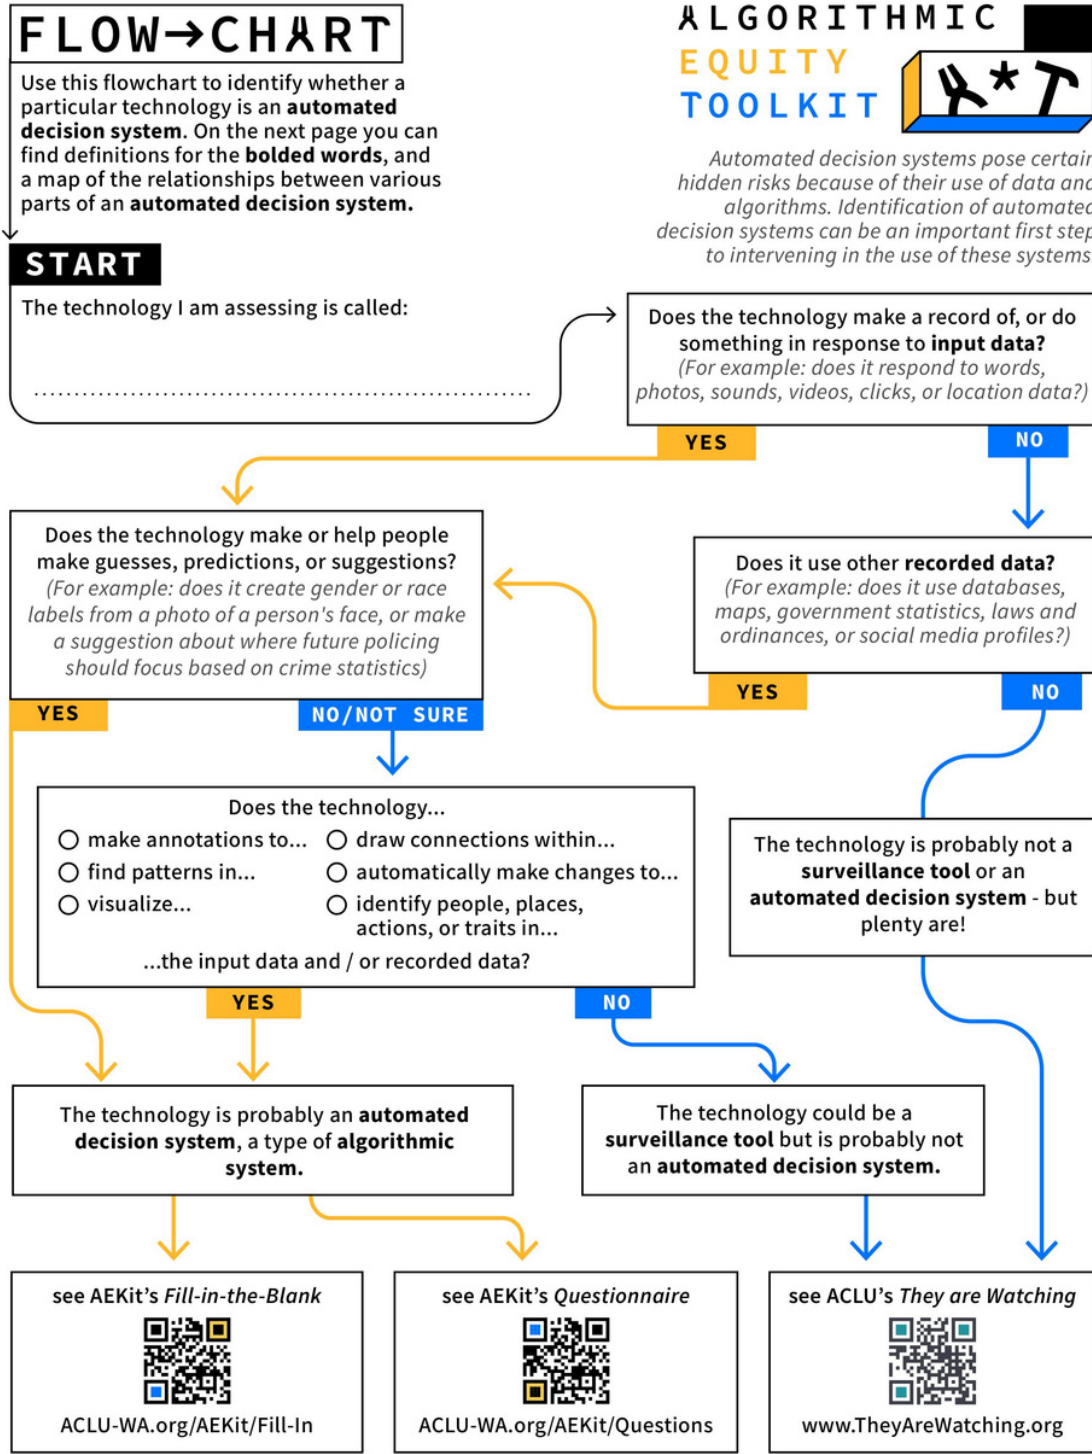 FLOW→CHART
Use this flowchart to identify whether a
particular technology is an automated
decision system. On the next page you can
find definitions for the bolded words, and
a map of the relationships between various
parts of an automated decision system.
ALGORITHMIC
EQUITY
TOOLKIT
Automated decision systems pose certain
hidden risks because of their use of data and
algorithms. Identification of automated
decision systems can be an important first step
to intervening in the use of these systems
START
The technology I am assessing is called:
Does the technology make a record of, or do
something in response to input data?
(For example: does it respond to words,
photos, sounds, videos, clicks, or location data?)
YES
NO
Does the technology make or help people
make guesses, predictions, or suggestions?
(For example: does it create gender or race
labels from a photo of a person's face, or make
a suggestion about where future policing
should focus based on crime statistics)
YES
NO/NOT SURE
Does it use other recorded data?
(For example: does it use databases,
maps, government statistics, laws and
ordinances, or social media profiles?)
YES
NO
Does the technology...
make annotations to...
find patterns in...
visualize...
draw connections within...
automatically make changes to...
identify people, places,
actions, or traits in...
...the input data and / or recorded data?
YES
NO
The technology is probably not a
surveillance tool or an
automated decision system - but
plenty are!
The technology is probably an automated
decision system, a type of algorithmic
system.
The technology could be a
surveillance tool but is probably not
an automated decision system.
see AEKit's Fill-in-the-Blank
ACLU-WA.org/AEKit/Fill-In
see AEKit's Questionnaire
ACLU-WA.org/AEKit/Questions
see ACLU's They are Watching
www.TheyAreWatching.org